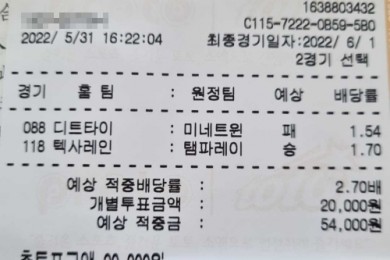 1638803432
C115-7222-0859-5B0
2022/ 5/31 16:22:04 최종경기일자:2022/ 6/ 1
2경기 선택
경기 홈 팀 : 원정팀 예상 배당률
088 디트타이 : 미네트윈 패 1.54
118 텍사레인 : 탬파레이 승 1.70
예상 적중배당률 : 2.70배
개별투표금액 : 20,000원
예상 적중금 : 54,000원